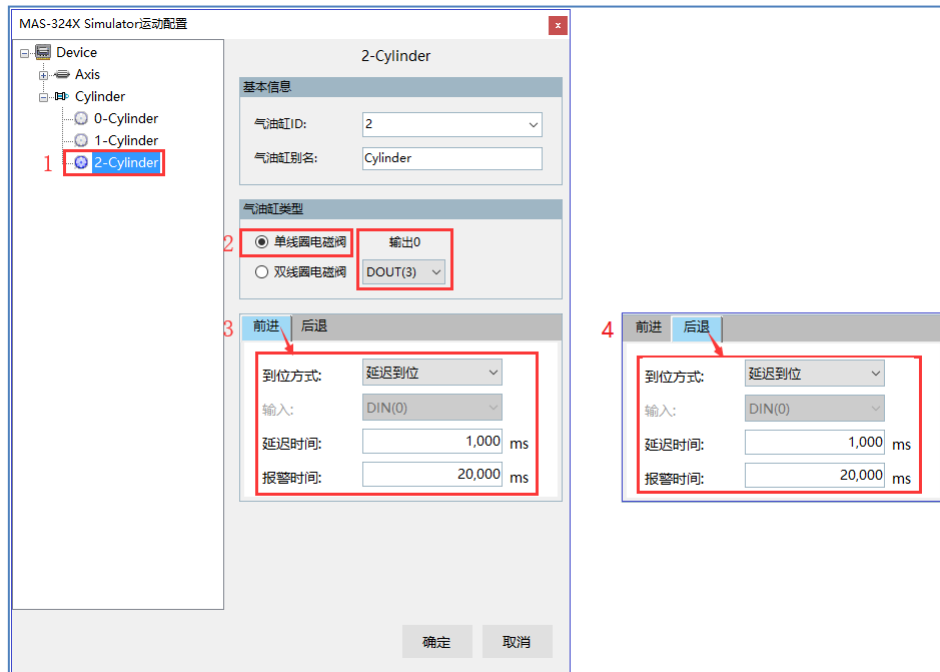 MAS-324X Simulator运动配置
x
Device
Axis
Cylinder
0-Cylinder
1-Cylinder
1 2-Cylinder
2-Cylinder
基本信息
气油缸ID: 2
气油缸别名: Cylinder
气油缸类型
2 单线圈电磁阀 输出0
双线圈电磁阀 DOUT(3)
3 前进 后退
到位方式: 延迟到位
输入: DIN(0)
延迟时间: 1,000 ms
报警时间: 20,000 ms
确定 取消
4 前进 后退
到位方式: 延迟到位
输入: DIN(0)
延迟时间: 1,000 ms
报警时间: 20,000 ms